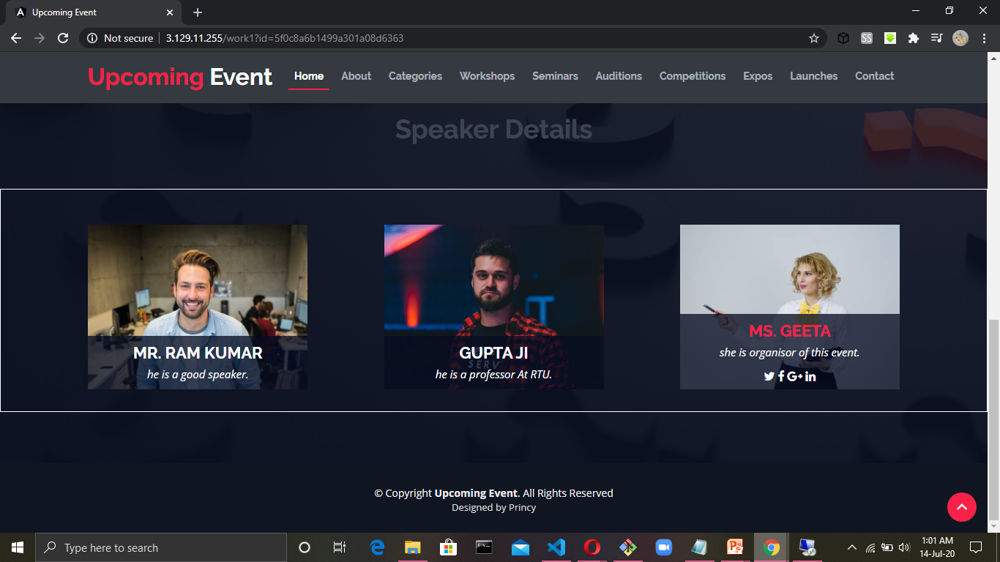 Upcoming Event
Not secure
3.129.11.255/work1?id=5f0c8a6b1499a301a08d6363
SS
Upcoming Event
Home
About
Categories
Workshops
Seminars
Auditions
Competitions
Expos
Launches
Contact
Speaker Details
MR. RAM KUMAR
he is a good speaker.
SERV
GUPTA JI
he is a professor At RTU.
MS. GEETA
she is organisor of this event.
© Copyright Upcoming Event. All Rights Reserved
Designed by Princy
Type here to search
1:01 AM
14-Jul-20